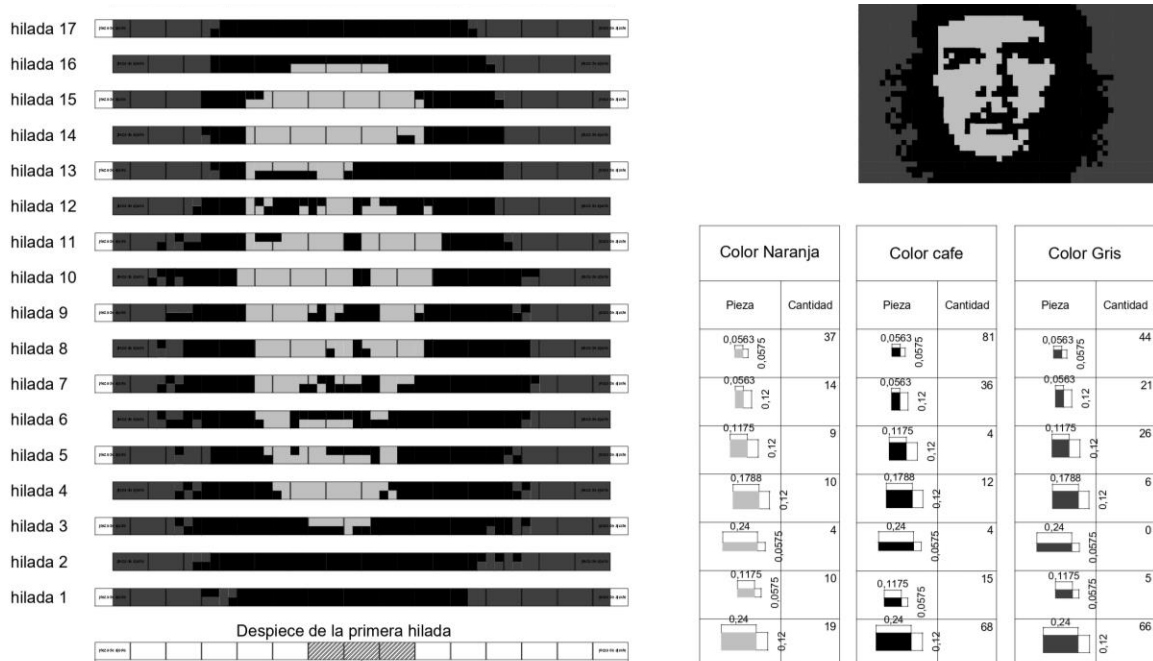 hilada 17
hilada 16
hilada 15
hilada 14
hilada 13
hilada 12
hilada 11
hilada 10
hilada 9
hilada 8
hilada 7
hilada 6
hilada 5
hilada 4
hilada 3
hilada 2
hilada 1
Despiece de la primera hilada
Color Naranja
Pieza Cantidad
0,0563 0,0575 37
0,0563 0,12 14
0,1175 0,12 9
0,1788 0,12 10
0,24 0,0575 4
0,1175 0,0575 10
0,24 0,12 19
Color cafe
Pieza Cantidad
0,0563 0,0575 81
0,0563 0,12 36
0,1175 0,12 4
0,1788 0,12 12
0,24 0,0575 4
0,1175 0,0575 15
0,24 0,12 68
Color Gris
Pieza Cantidad
0,0563 0,0575 44
0,0563 0,12 21
0,1175 0,12 26
0,1788 0,12 6
0,24 0,0575 0
0,1175 0,0575 5
0,24 0,12 66